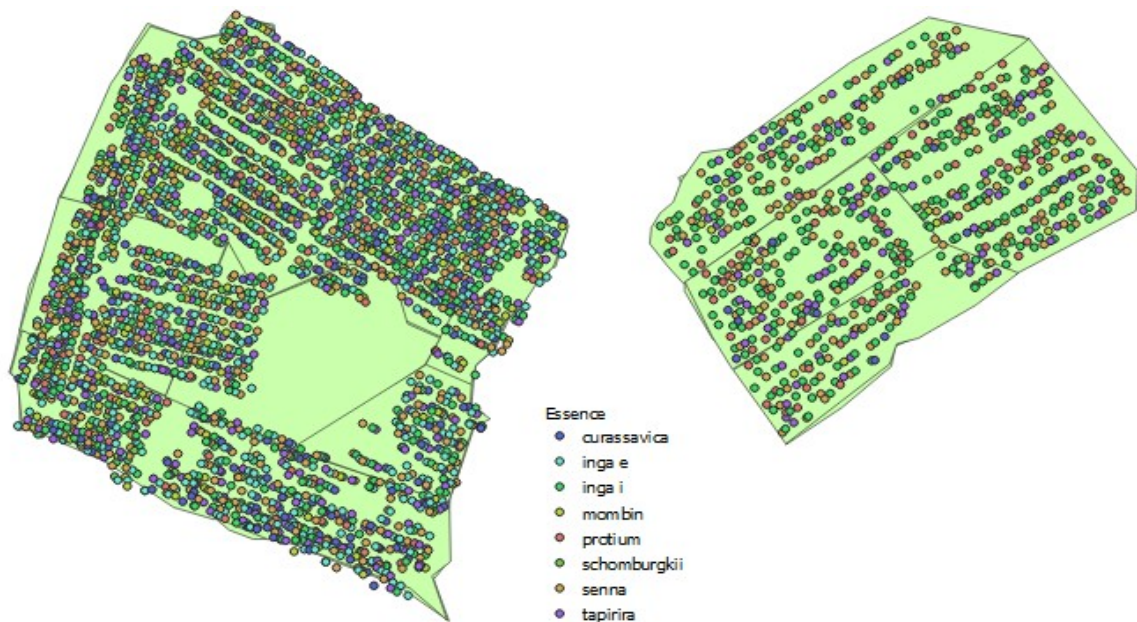 Essence
curassavica
inga e
inga i
mombin
protium
schomburgkii
senna
tapirira